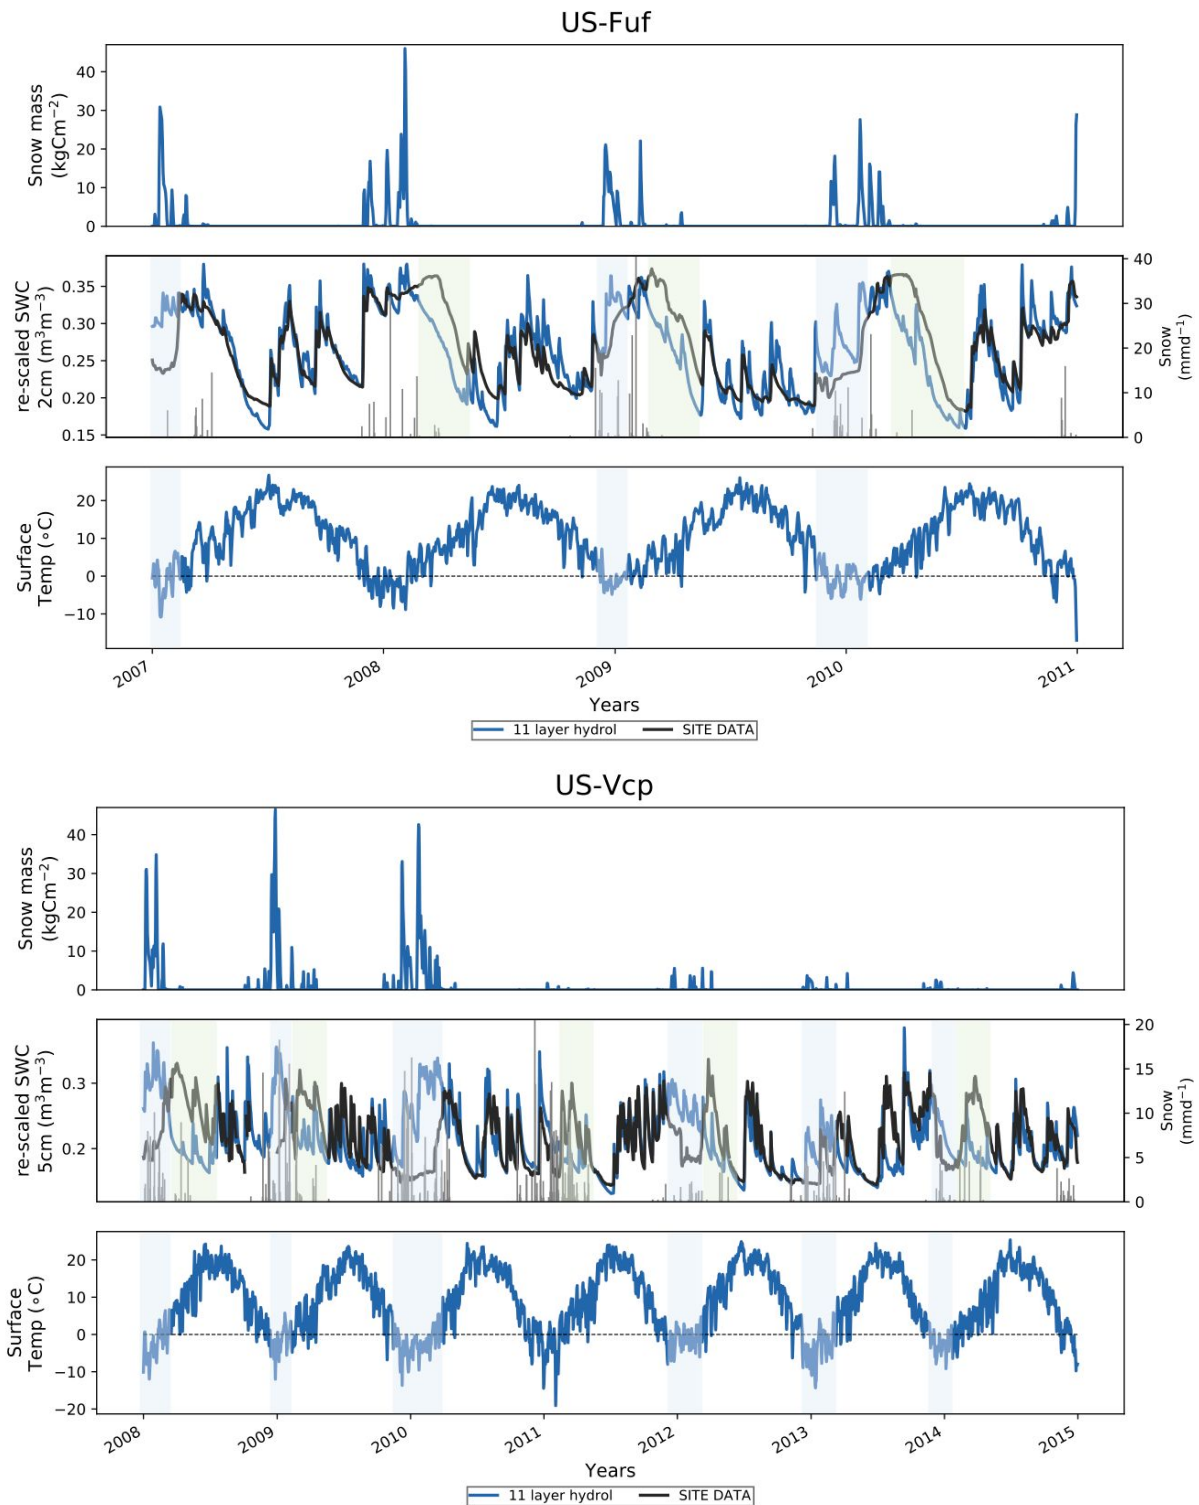 US-Fuf
Snow mass
(kgCm−2)
40
30
20
10
0
re-scaled SWC
2cm (m3m−3)
0.35
0.30
0.25
0.20
0.15
40
30
20
10
0
Snow
(mmd−1)
Surface
Temp (∘C)
20
10
0
−10
2007
2008
2009
2010
2011
Years
11 layer hydrol
SITE DATA
US-Vcp
Snow mass
(kgCm−2)
40
30
20
10
0
re-scaled SWC
5cm (m3m−3)
0.3
0.2
20
15
10
5
0
Snow
(mmd−1)
Surface
Temp (∘C)
20
10
0
−10
−20
2008
2009
2010
2011
2012
2013
2014
2015
Years
11 layer hydrol
SITE DATA